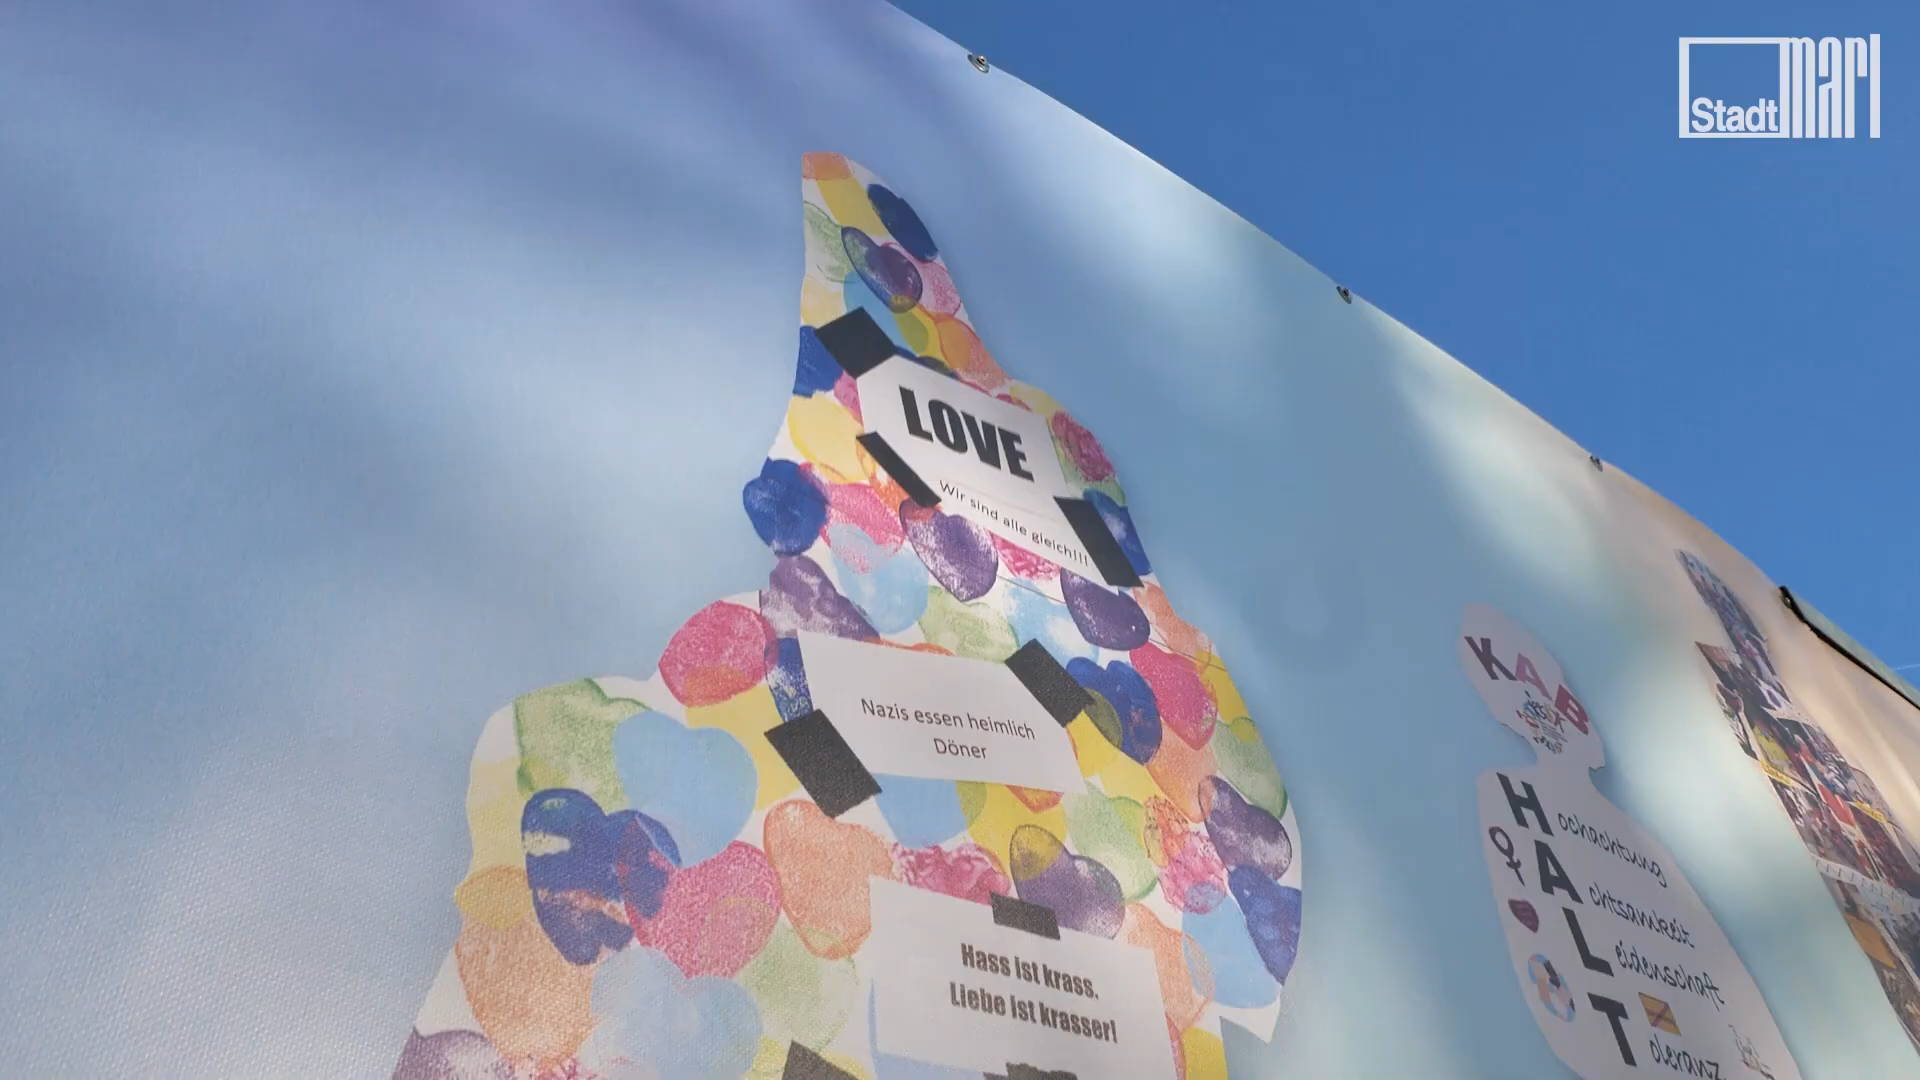 Stadt marl
LOVE
Wir sind alle gleich!!!
Nazis essen heimlich
Döner
Hass ist krass.
Liebe ist krasser!
KAB
HALT
Hochachtung
Achtsamkeit
Leidenschaft
Toleranz